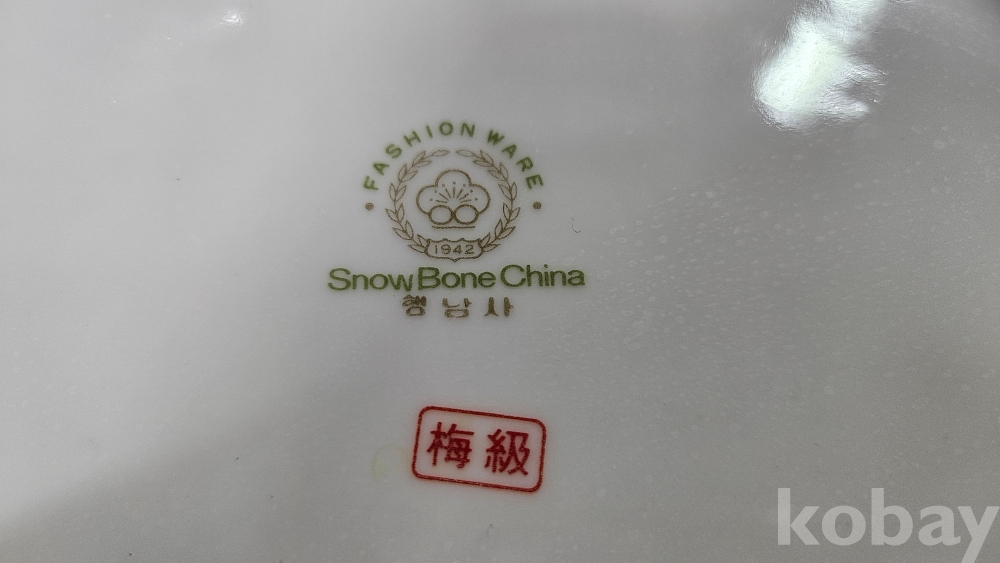 • FASHION WARE •
1942
Snow Bone China
행남사
梅級
kobay